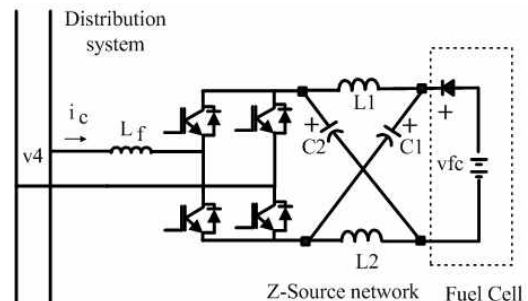 Distribution
system
i c
L f
v4
L1
+
C2
+
C1
+
vfc
L2
Z-Source network
Fuel Cell